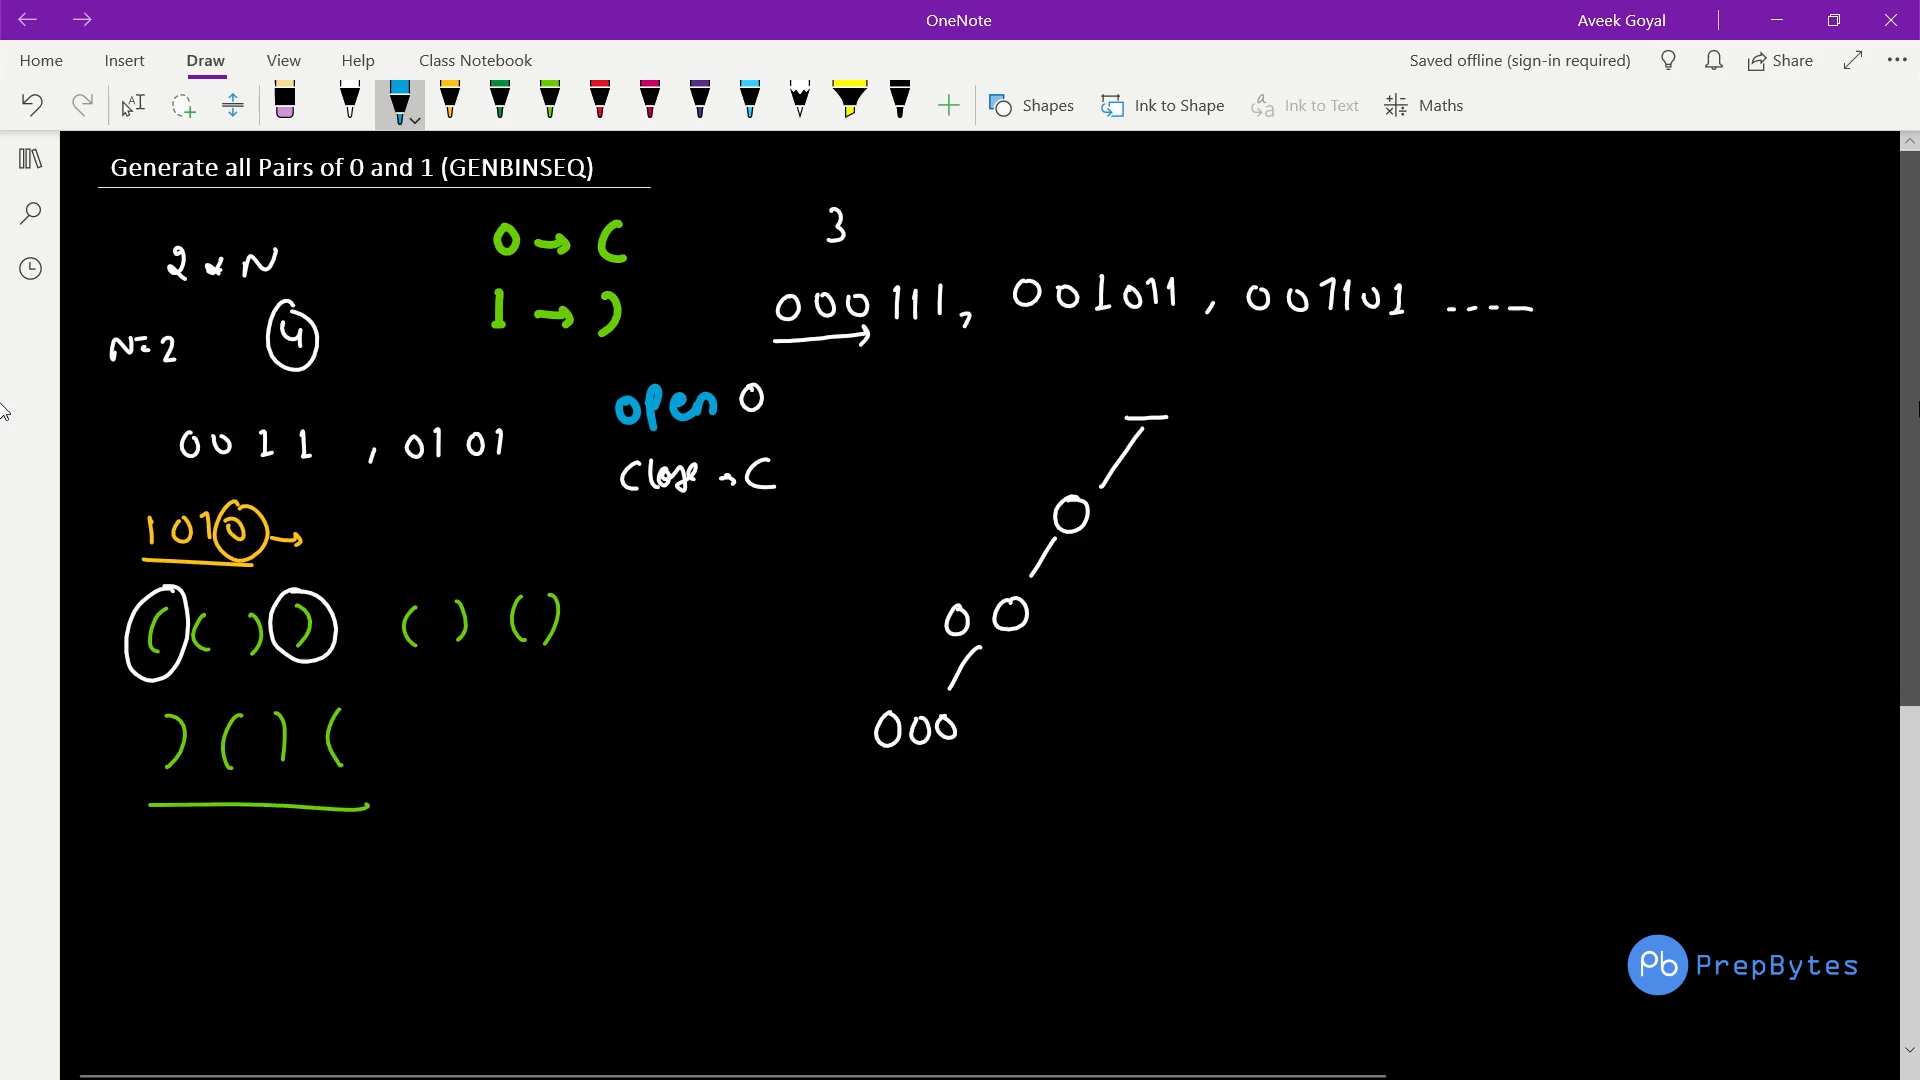 OneNote
Aveek Goyal
Home Insert Draw View Help Class Notebook
Saved offline (sign-in required) Share
Shapes Ink to Shape Ink to Text Maths
Generate all Pairs of 0 and 1 (GENBINSEQ)
2 * N
N=2 4
0 → (
1 → )
3
000111, 001011, 001101 ----
open 0
close → C
0011 , 0101
1010 →
(()) ()()
)()(
0
00
000
Pb PrepBytes